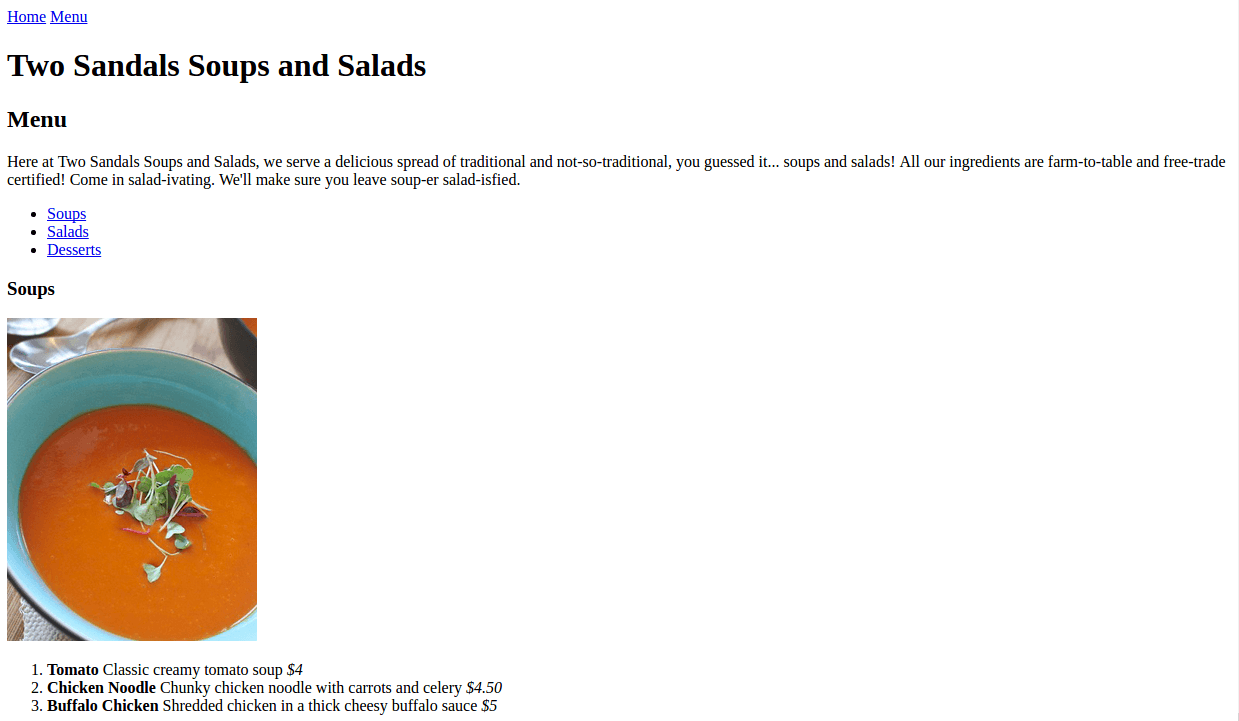 Home Menu
Two Sandals Soups and Salads
Menu
Here at Two Sandals Soups and Salads, we serve a delicious spread of traditional and not-so-traditional, you guessed it... soups and salads! All our ingredients are farm-to-table and free-trade
certified! Come in salad-ivating. We'll make sure you leave soup-er salad-isfied.
• Soups
• Salads
• Desserts
Soups
1. Tomato Classic creamy tomato soup $4
2. Chicken Noodle Chunky chicken noodle with carrots and celery $4.50
3. Buffalo Chicken Shredded chicken in a thick cheesy buffalo sauce $5